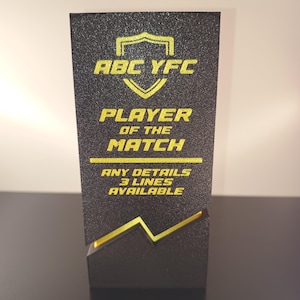 ABC YFC
PLAYER
OF THE
MATCH
ANY DETAILS
3 LINES
AVAILABLE